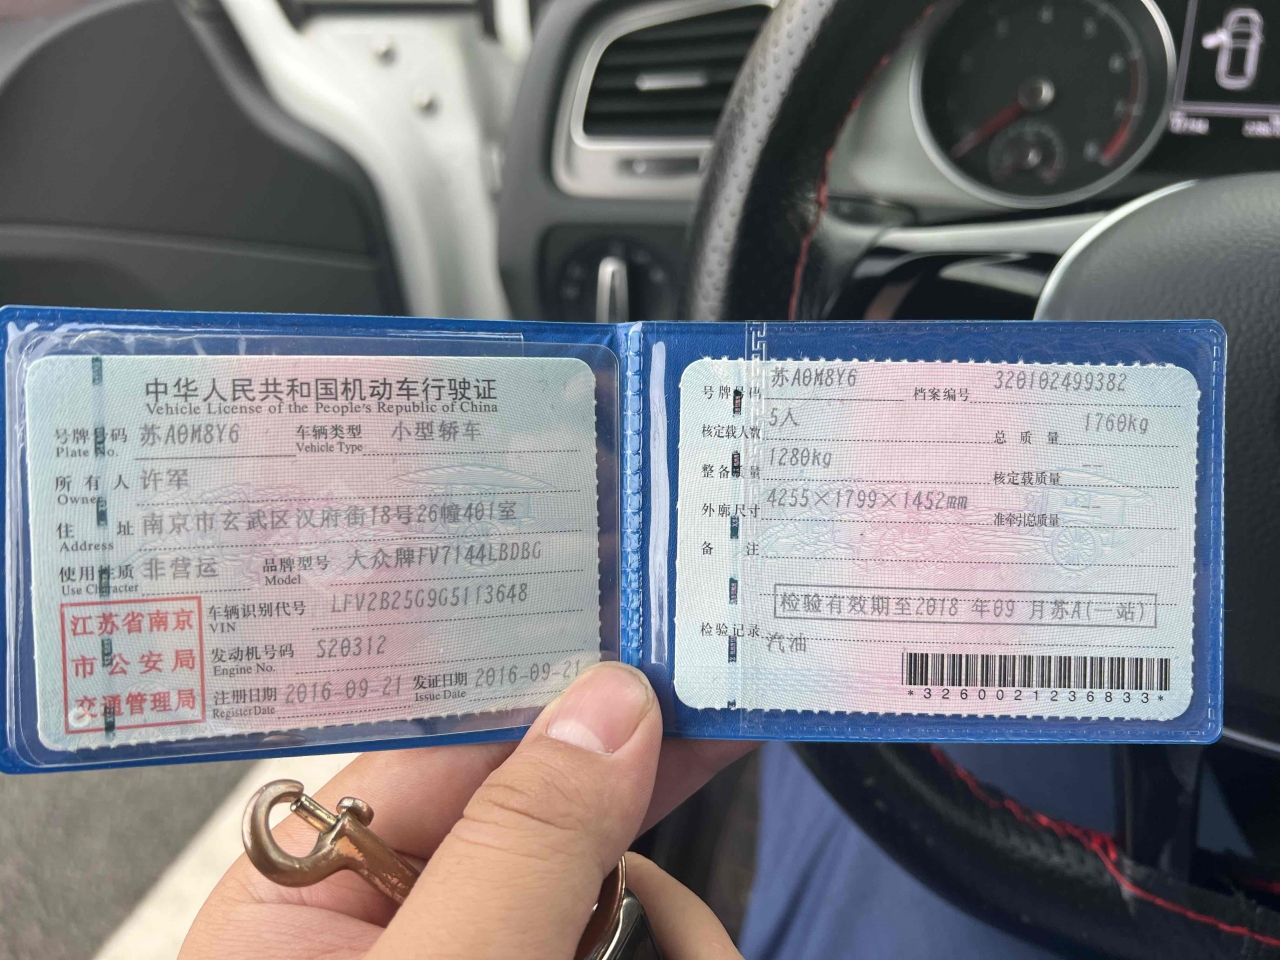 中华人民共和国机动车行驶证
Vehicle License of the People's Republic of China
号牌号码 苏A0M8Y6 车辆类型 小型轿车
Plate No. Vehicle Type
所有人 许军
Owner
住址 南京市玄武区汉府街18号26幢401室
Address
使用性质 非营运 品牌型号 大众牌FV7144LBDBG
Use Character Model
江苏省南京
市公安局
交通管理局
车辆识别代号 LFV2B25G9G5113648
VIN
发动机号码 S20312
Engine No.
注册日期 2016-09-21 发证日期 2016-09-21
Register Date Issue Date
号牌号码 苏A0M8Y6 档案编号 320102499382
核定载人数 5人 总质量 1760kg
整备质量 1280kg 核定载质量 --
外廓尺寸 4255×1799×1452mm 准牵引总质量 --
备注
检验有效期至2018 年09 月苏A(一站)
检验记录
汽油
*3260021236833*